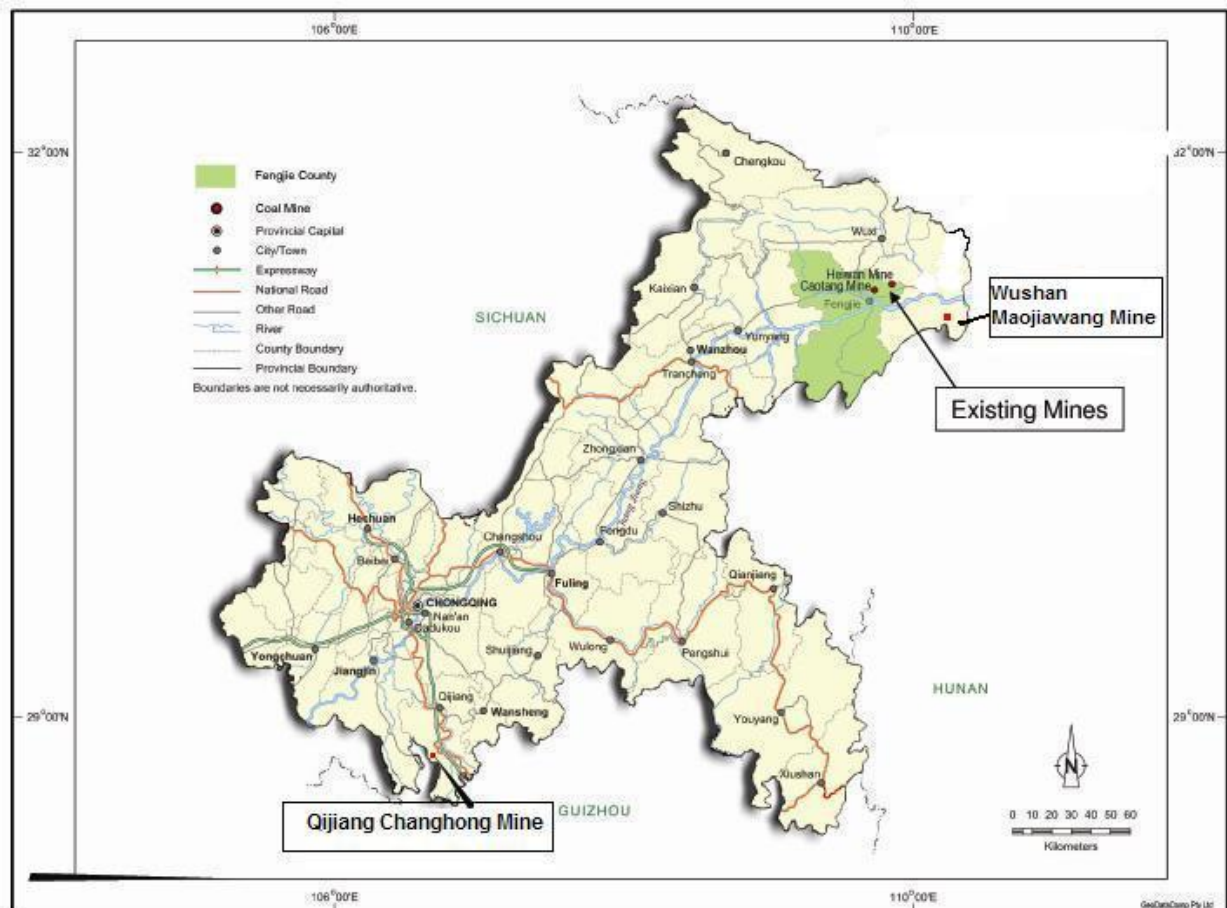 106°00'E
110°00'E
32°00'N
32°00'N
Chengkou
Fengjie County
Coal Mine
Provincial Capital
City/Town
Expressway
National Road
Other Road
River
County Boundary
Provincial Boundary
Boundaries are not necessarily authoritative.
Wuxi
Heiwan Mine
Caotang Mine
Fengjie
Kaixian
Wushan
Maojiawang Mine
SICHUAN
Yunyang
Wanzhou
Trancheng
Existing Mines
Zhongxian
Shizhu
Hechuan
Changshou
Fengdu
Beibei
Fuling
Qianjiang
CHONGQING
Nan'an
Dadukou
Yongchuan
Jiangjin
Shuijiang
Wulong
Pengshui
HUNAN
Qijiang
Wansheng
29°00'N
Youyang
29°00'N
Xiushan
N
Qijiang Changhong Mine
GUIZHOU
0 10 20 30 40 50 60
Kilometers
106°00'E
110°00'E